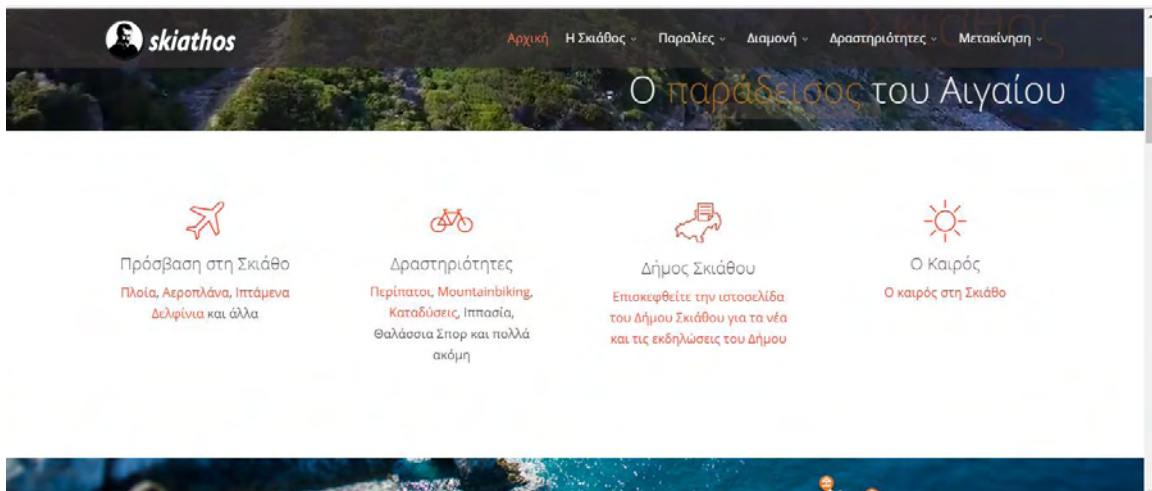 skiathos
Αρχική Η Σκιάθος Παραλίες Διαμονή Δραστηριότητες Μετακίνηση
Σκιάθος
Ο παράδεισος του Αιγαίου
Πρόσβαση στη Σκιάθο
Πλοία, Αεροπλάνα, Ιπτάμενα
Δελφίνια και άλλα
Δραστηριότητες
Περίπατοι, Mountainbiking,
Καταδύσεις, Ιππασία,
Θαλάσσια Σπορ και πολλά
ακόμη
Δήμος Σκιάθου
Επισκεφθείτε την ιστοσελίδα
του Δήμου Σκιάθου για τα νέα
και τις εκδηλώσεις του Δήμου
Ο Καιρός
Ο καιρός στη Σκιάθο